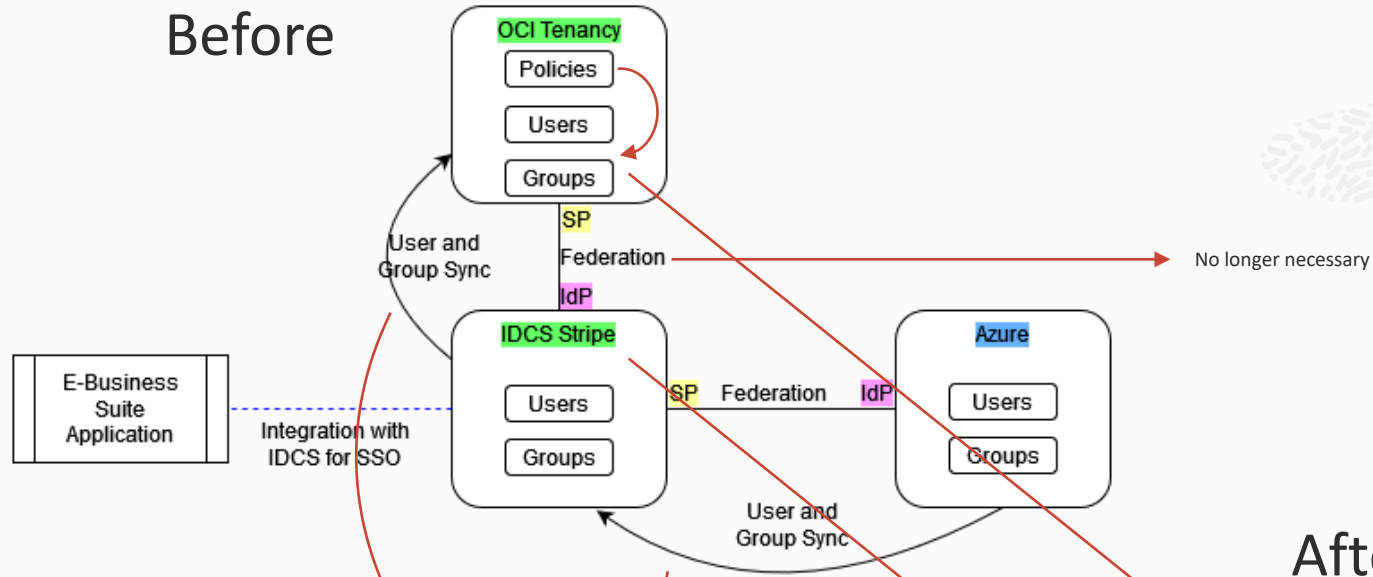 Before
OCI Tenancy
Policies
Users
Groups
SP
User and
Group Sync
Federation
No longer necessary
IdP
IDCS Stripe
Azure
E-Business
Suite
Application
Users
SP
Federation
IdP
Users
Integration with
IDCS for SSO
Groups
Groups
User and
Group Sync